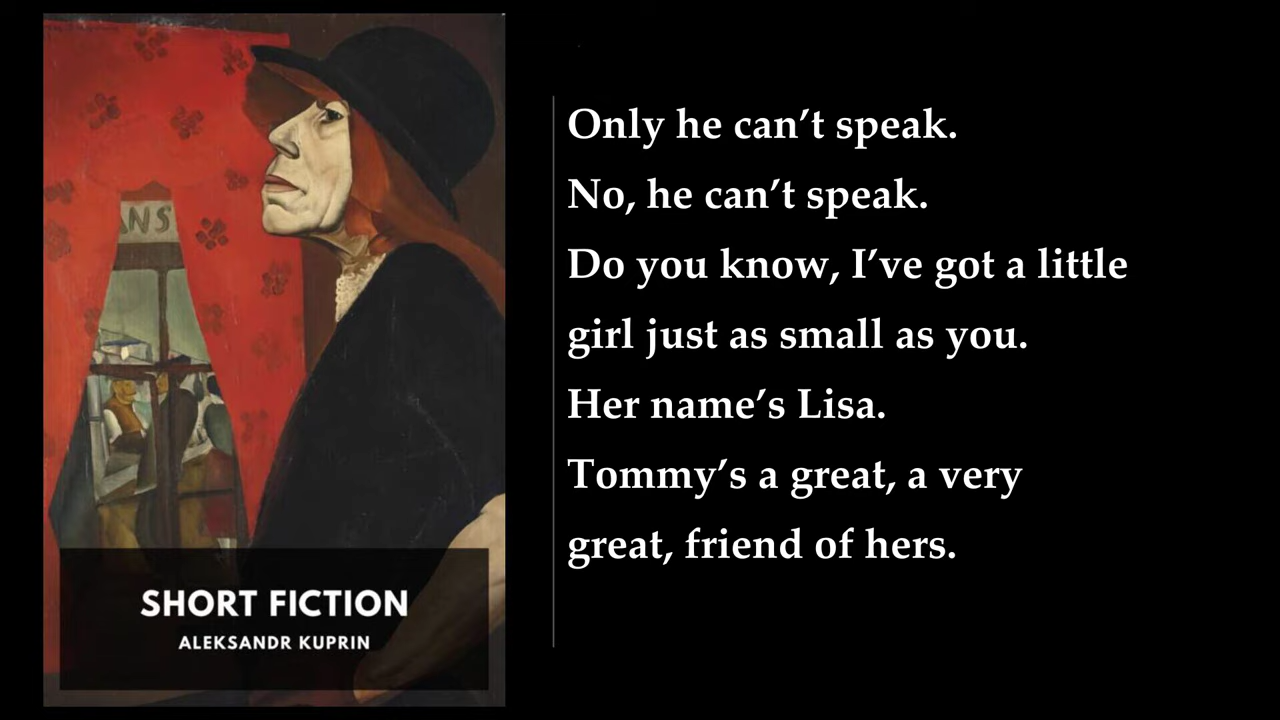 ANS
SHORT FICTION
ALEKSANDR KUPRIN
Only he can’t speak.
No, he can’t speak.
Do you know, I’ve got a little
girl just as small as you.
Her name’s Lisa.
Tommy’s a great, a very
great, friend of hers.